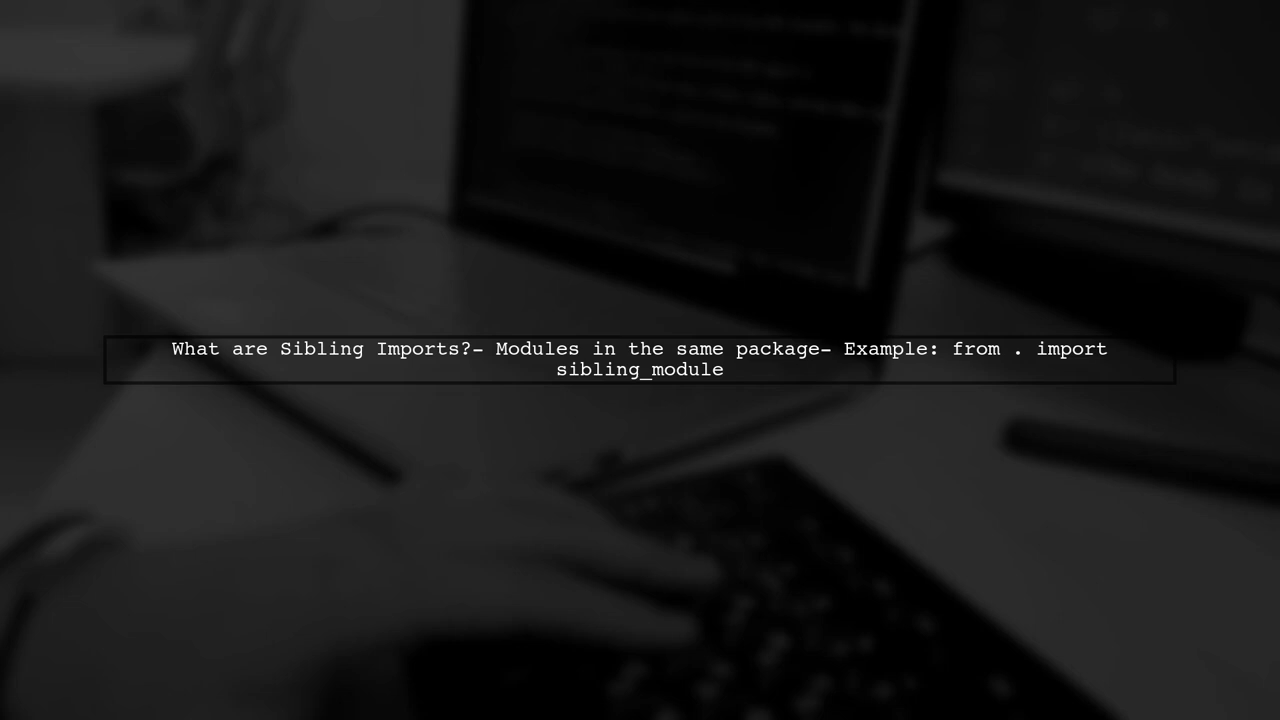 What are Sibling Imports?- Modules in the same package- Example: from . import
sibling_module